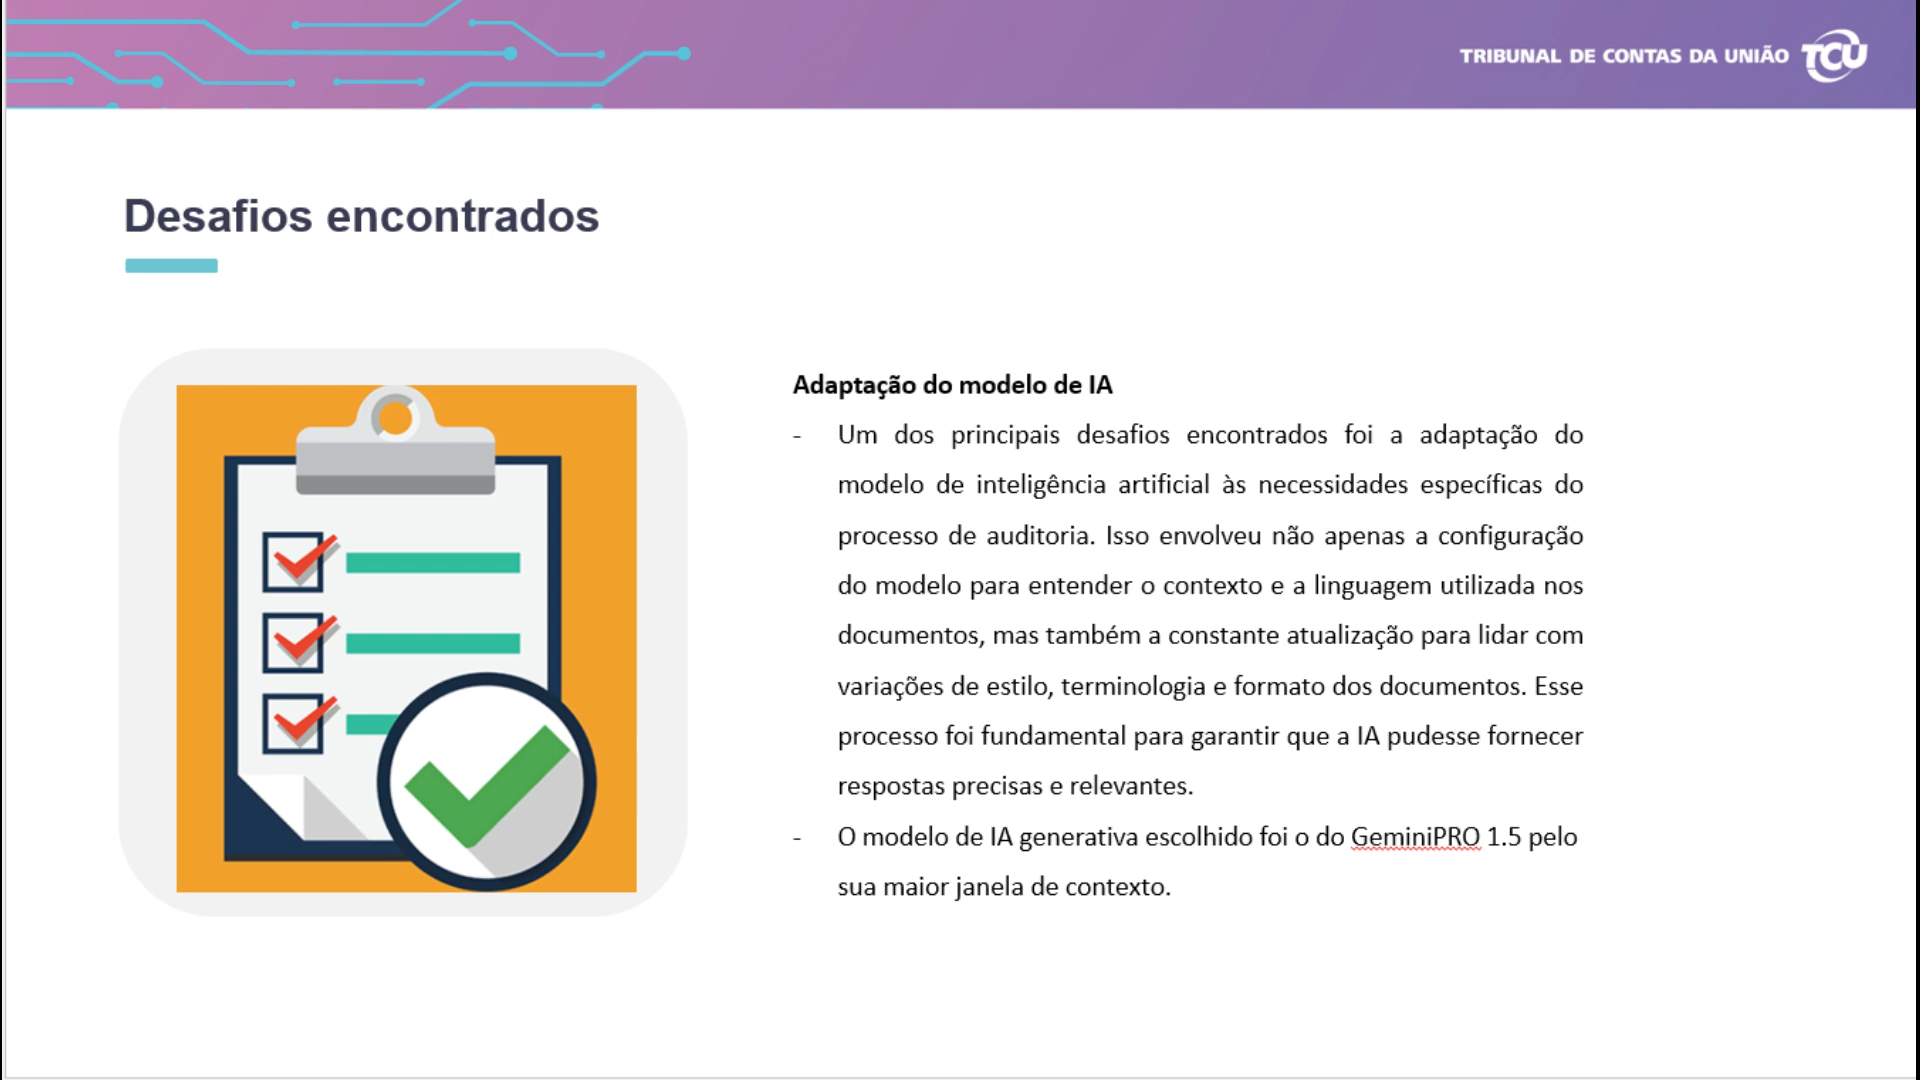 TRIBUNAL DE CONTAS DA UNIÃO TCU
Desafios encontrados
Adaptação do modelo de IA
- Um dos principais desafios encontrados foi a adaptação do
modelo de inteligência artificial às necessidades específicas do
processo de auditoria. Isso envolveu não apenas a configuração
do modelo para entender o contexto e a linguagem utilizada nos
documentos, mas também a constante atualização para lidar com
variações de estilo, terminologia e formato dos documentos. Esse
processo foi fundamental para garantir que a IA pudesse fornecer
respostas precisas e relevantes.
- O modelo de IA generativa escolhido foi o do GeminiPRO 1.5 pelo
sua maior janela de contexto.